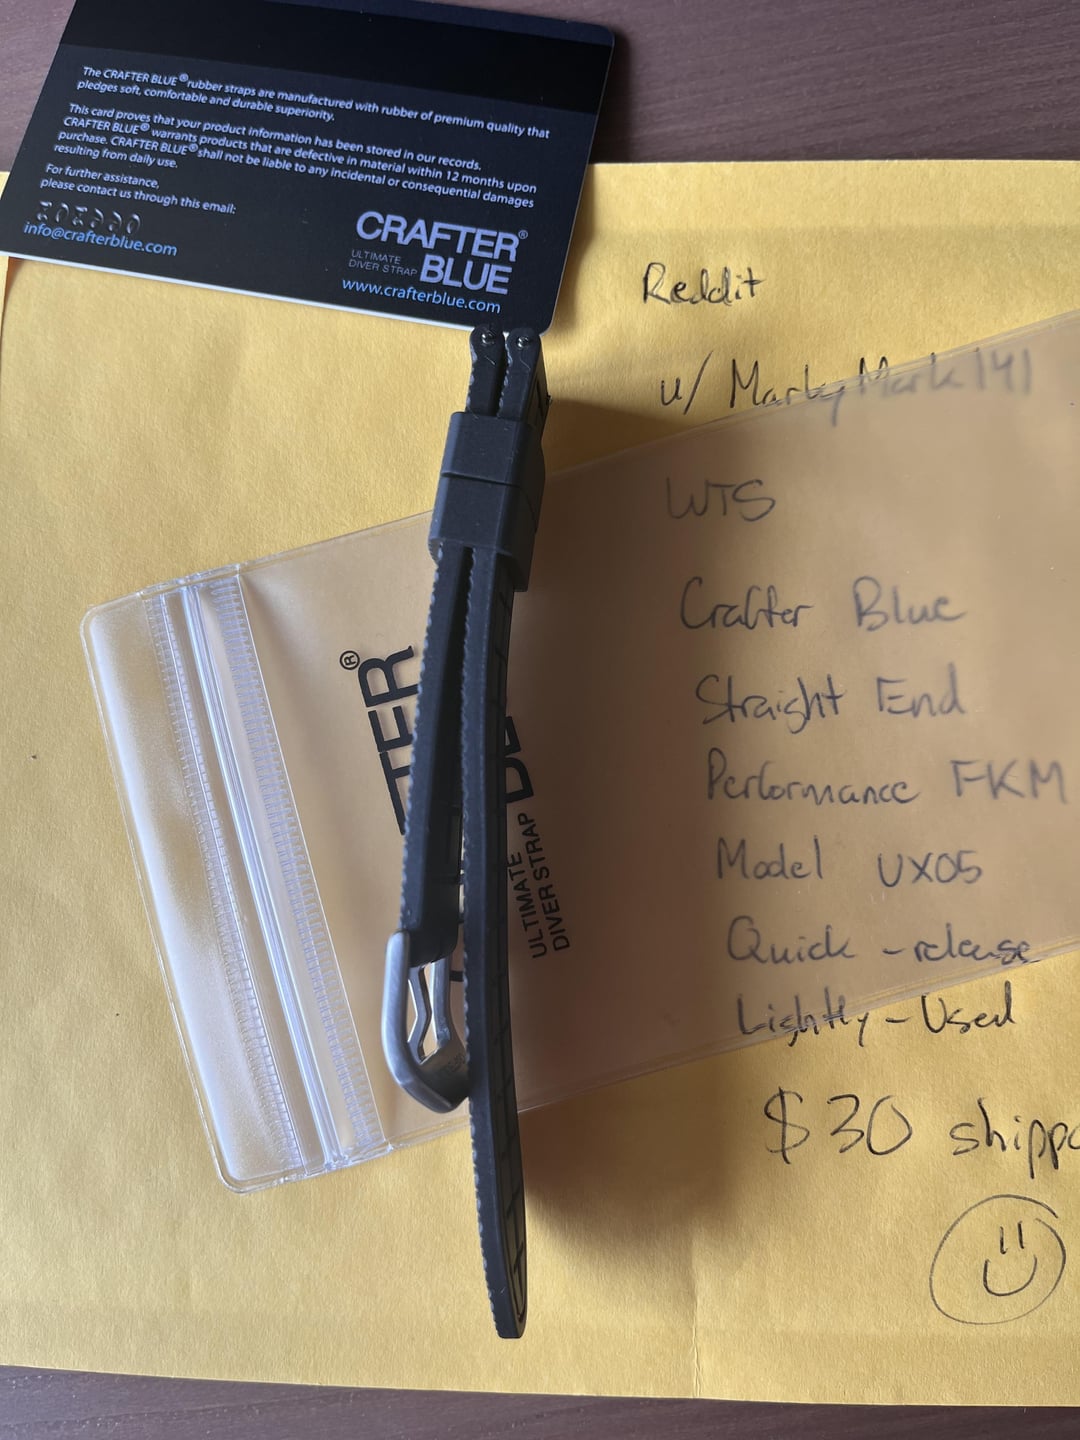 The CRAFTER BLUE® rubber straps are manufactured with rubber of premium quality that
pledges soft, comfortable and durable superiority.
This card proves that your product information has been stored in our records.
CRAFTER BLUE® warrants products that are defective in material within 12 months upon
purchase. CRAFTER BLUE® shall not be liable to any incidental or consequential damages
resulting from daily use.
For further assistance,
please contact us through this email:
info@crafterblue.com
CRAFTER®
BLUE
ULTIMATE
DIVER STRAP
www.crafterblue.com
Reddit
u/ MarkyMark141
WTS
Crafter Blue
Straight End
Performance FKM
Model UX05
Quick-release
Lightly-Used
$30 shippe
TER®
ULTIMATE
DIVER STRAP